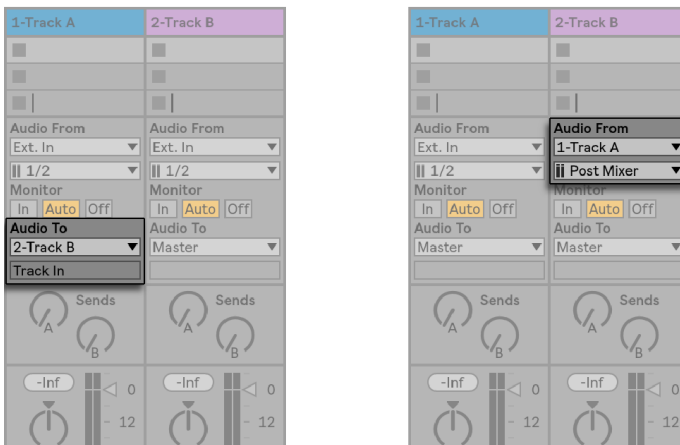 1-Track A 2-Track B
Audio From Audio From
Ext. In Ext. In
1/2 1/2
Monitor Monitor
In Auto Off In Auto Off
Audio To Audio To
2-Track B Master
Track In
Sends Sends
A B A B
-Inf 0 -Inf 0
12 12
1-Track A 2-Track B
Audio From Audio From
Ext. In 1-Track A
1/2 Post Mixer
Monitor Monitor
In Auto Off In Auto Off
Audio To Audio To
Master Master
Sends Sends
A B A B
-Inf 0 -Inf 0
12 12